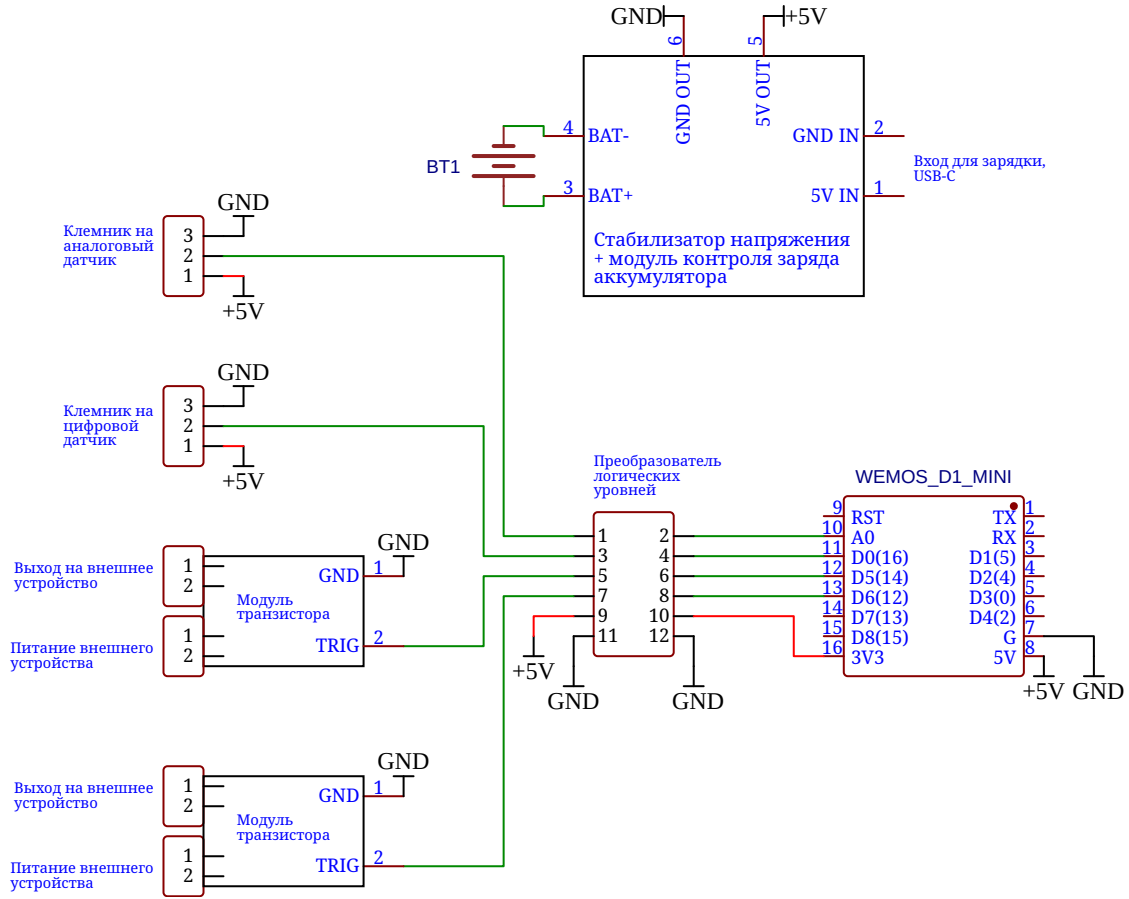 GND
+5V
6
5
GND OUT
5V OUT
4
BAT-
GND IN
2
BT1
3
BAT+
5V IN
1
Вход для зарядки,
USB-C
Стабилизатор напряжения
+ модуль контроля заряда
аккумулятора
Клемник на
аналоговый
датчик
GND
3
2
1
+5V
Клемник на
цифровой
датчик
GND
3
2
1
+5V
Выход на внешнее
устройство
1
2
Питание внешнего
устройства
1
2
Модуль
транзистора
GND
1
GND
TRIG
2
Выход на внешнее
устройство
1
2
Питание внешнего
устройства
1
2
Модуль
транзистора
GND
1
GND
TRIG
2
Преобразователь
логических
уровней
1 2
3 4
5 6
7 8
9 10
11 12
+5V
GND
GND
WEMOS_D1_MINI
9 RST TX 1
10 A0 RX 2
11 D0(16) D1(5) 3
12 D5(14) D2(4) 4
13 D6(12) D3(0) 5
14 D7(13) D4(2) 6
15 D8(15) G 7
16 3V3 5V 8
+5V
GND